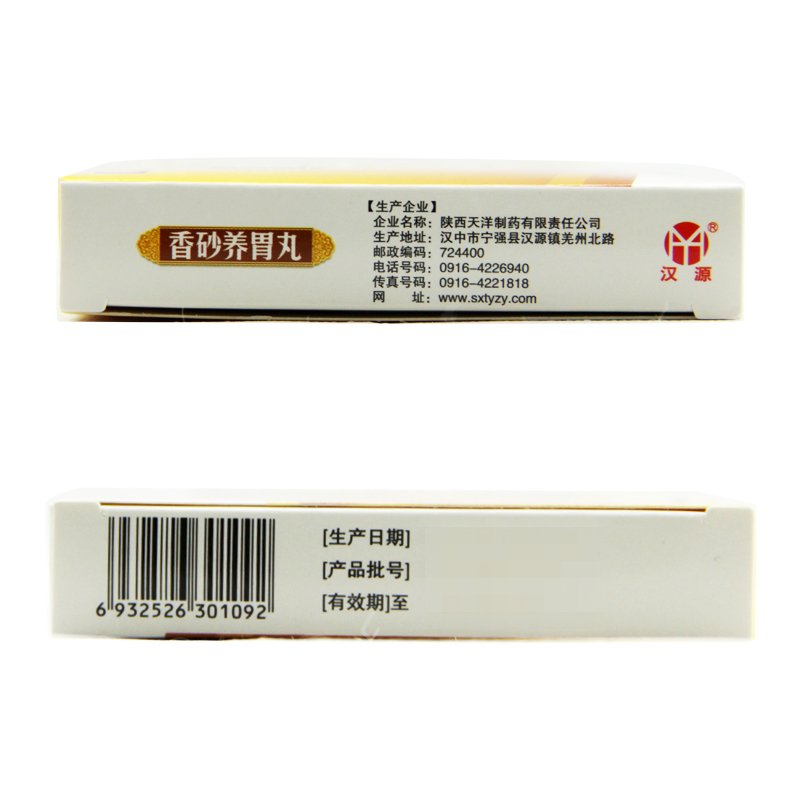 香砂养胃丸
【生产企业】
企业名称：陕西天洋制药有限责任公司
生产地址：汉中市宁强县汉源镇羌州北路
邮政编码：724400
电话号码：0916-4226940
传真号码：0916-4221818
网　　址：www.sxtyzy.com
®
汉源
6 932526 301092
[生产日期]
[产品批号]
[有效期]至